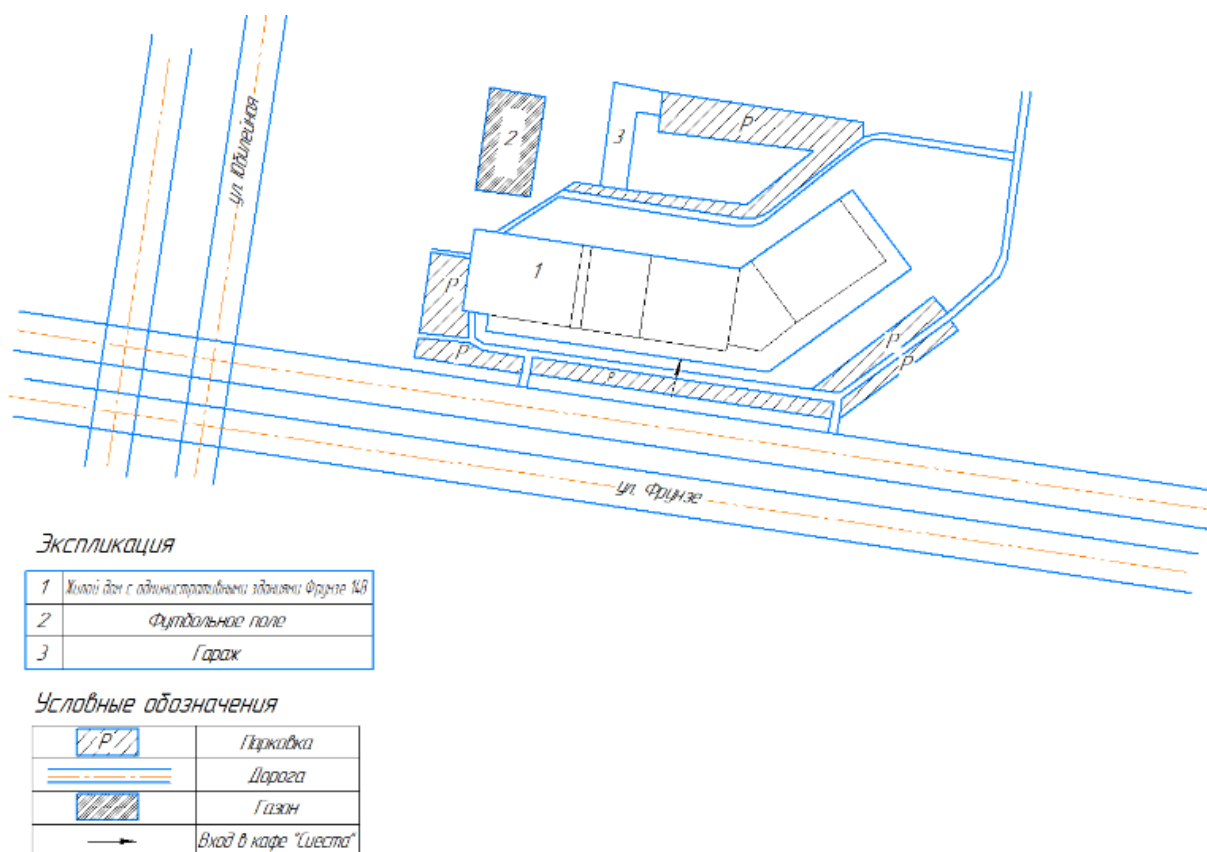 ул. Юбилейная
2
3
P
1
P
P
P
P
P
ул. Фрунзе
Экспликация
1 Жилой дом с административными зданиями Фрунзе 14В
2 Футбольное поле
3 Гараж
Условные обозначения
P Парковка
Дорога
Газон
Вход в кафе "Сиеста"